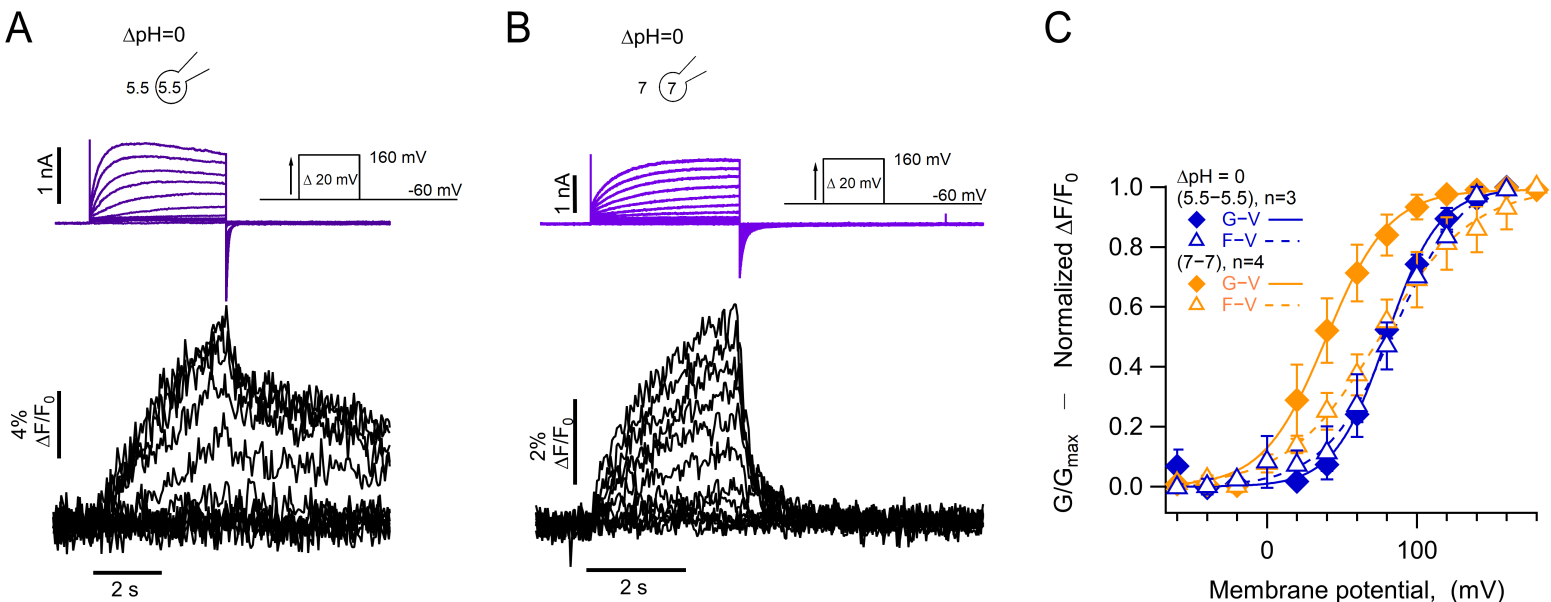 A
ΔpH=0
5.5 5.5
1 nA
160 mV
Δ 20 mV
-60 mV
4%
ΔF/F0
2 s
B
ΔpH=0
7 7
1 nA
160 mV
Δ 20 mV
-60 mV
2%
ΔF/F0
2 s
C
G/Gmax — Normalized ΔF/F0
1.0
0.8
0.6
0.4
0.2
0.0
ΔpH = 0
(5.5−5.5), n=3
G−V
F−V
(7−7), n=4
G−V
F−V
0 100
Membrane potential, (mV)